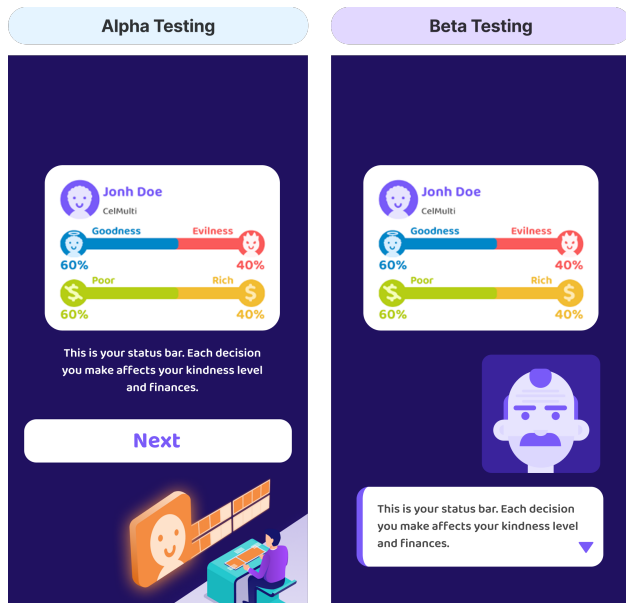 Alpha Testing
Jonh Doe
CelMulti
Goodness Evilness
60% 40%
Poor Rich
60% 40%
This is your status bar. Each decision
you make affects your kindness level
and finances.
Next
Beta Testing
Jonh Doe
CelMulti
Goodness Evilness
60% 40%
Poor Rich
60% 40%
This is your status bar. Each decision
you make affects your kindness level
and finances.